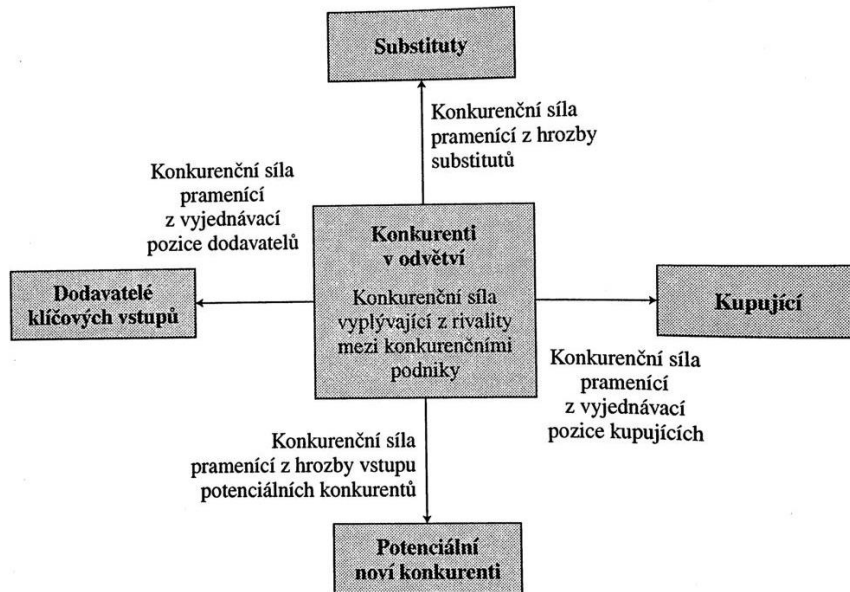 Substituty
Konkurenční síla
pramenící z hrozby
substitutů
Konkurenční síla
pramenící
z vyjednávací
pozice dodavatelů
Konkurenti
v odvětví
Konkurenční síla
vyplývající z rivality
mezi konkurenčními
podniky
Dodavatelé
klíčových vstupů
Kupující
Konkurenční síla
pramenící
z vyjednávací
pozice kupujících
Konkurenční síla
pramenící z hrozby vstupu
potenciálních konkurentů
Potenciální
noví konkurenti